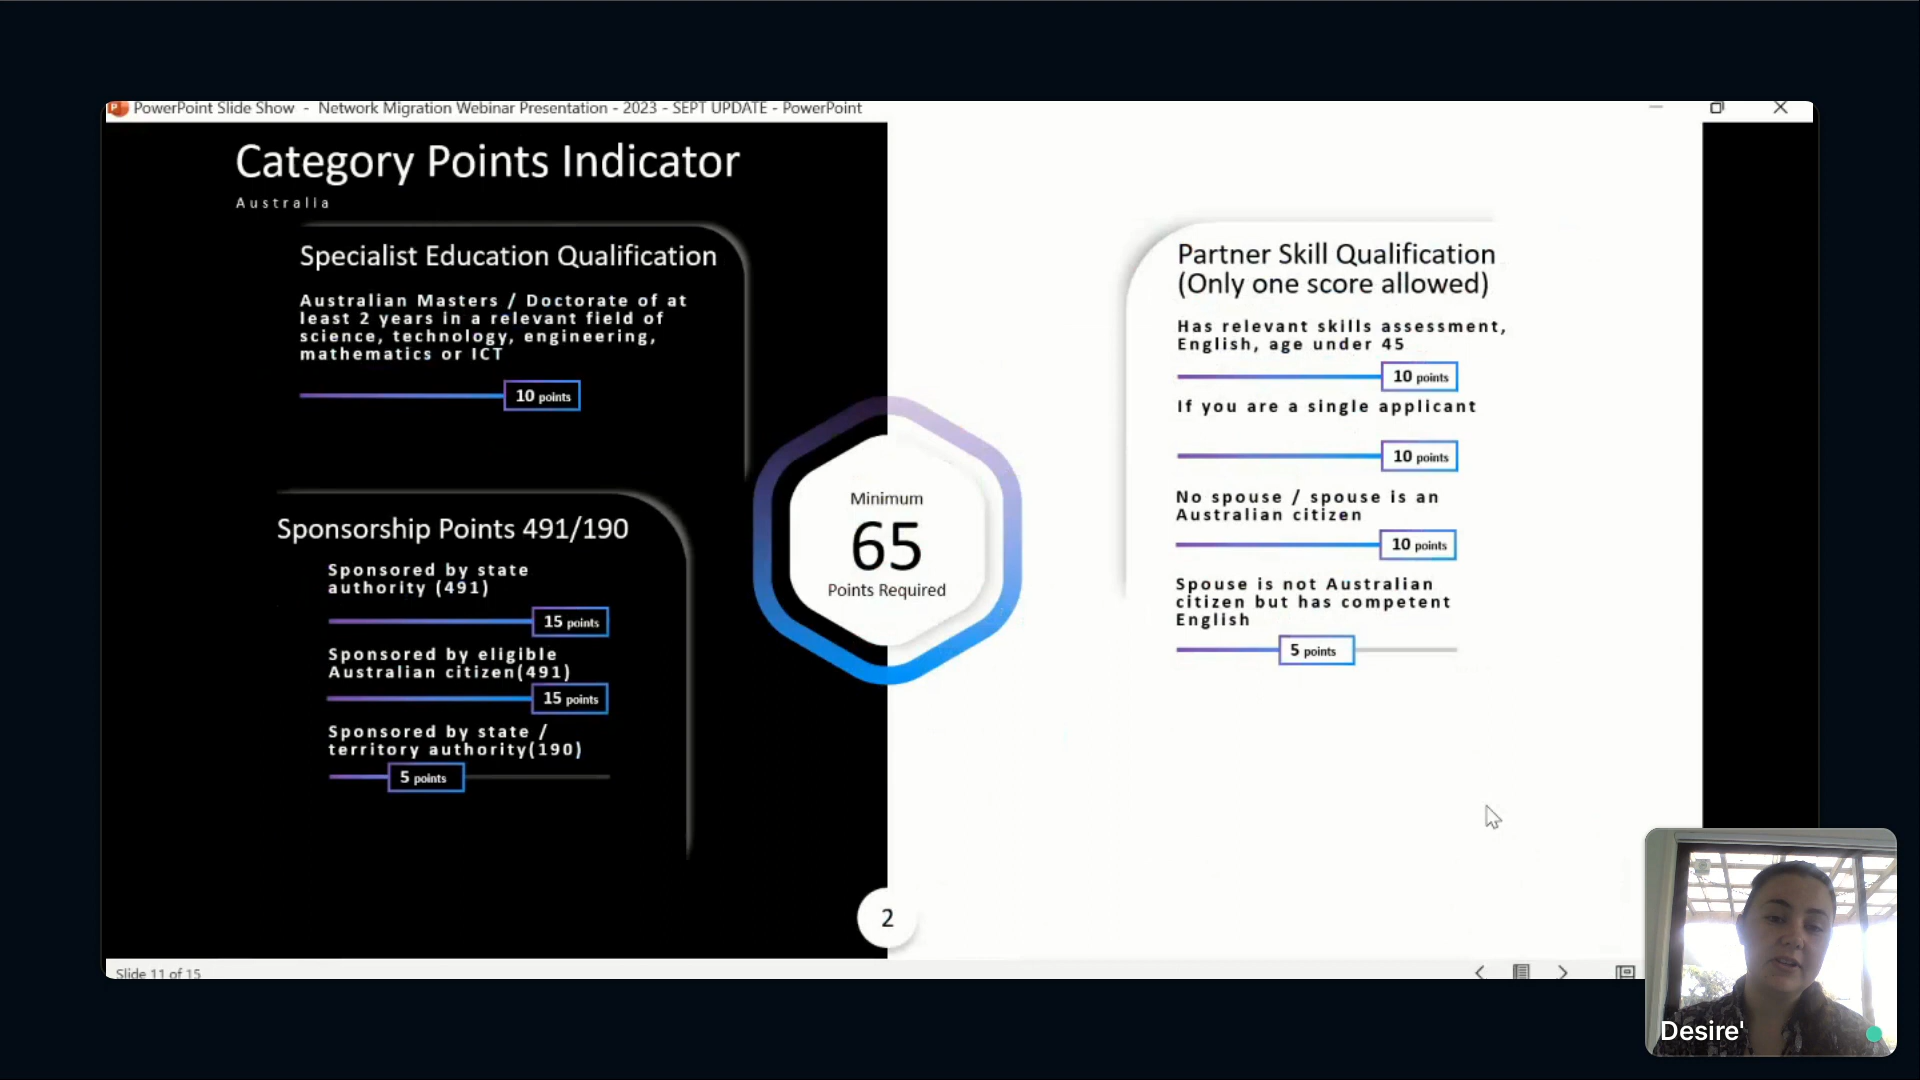 PowerPoint Slide Show - Network Migration Webinar Presentation - 2023 - SEPT UPDATE - PowerPoint
Category Points Indicator
Australia
Specialist Education Qualification
Australian Masters / Doctorate of at
least 2 years in a relevant field of
science, technology, engineering,
mathematics or ICT
10 points
Sponsorship Points 491/190
Sponsored by state
authority (491)
15 points
Sponsored by eligible
Australian citizen(491)
15 points
Sponsored by state /
territory authority(190)
5 points
Minimum
65
Points Required
Partner Skill Qualification
(Only one score allowed)
Has relevant skills assessment,
English, age under 45
10 points
If you are a single applicant
10 points
No spouse / spouse is an
Australian citizen
10 points
Spouse is not Australian
citizen but has competent
English
5 points
2
Slide 11 of 15
Desire'